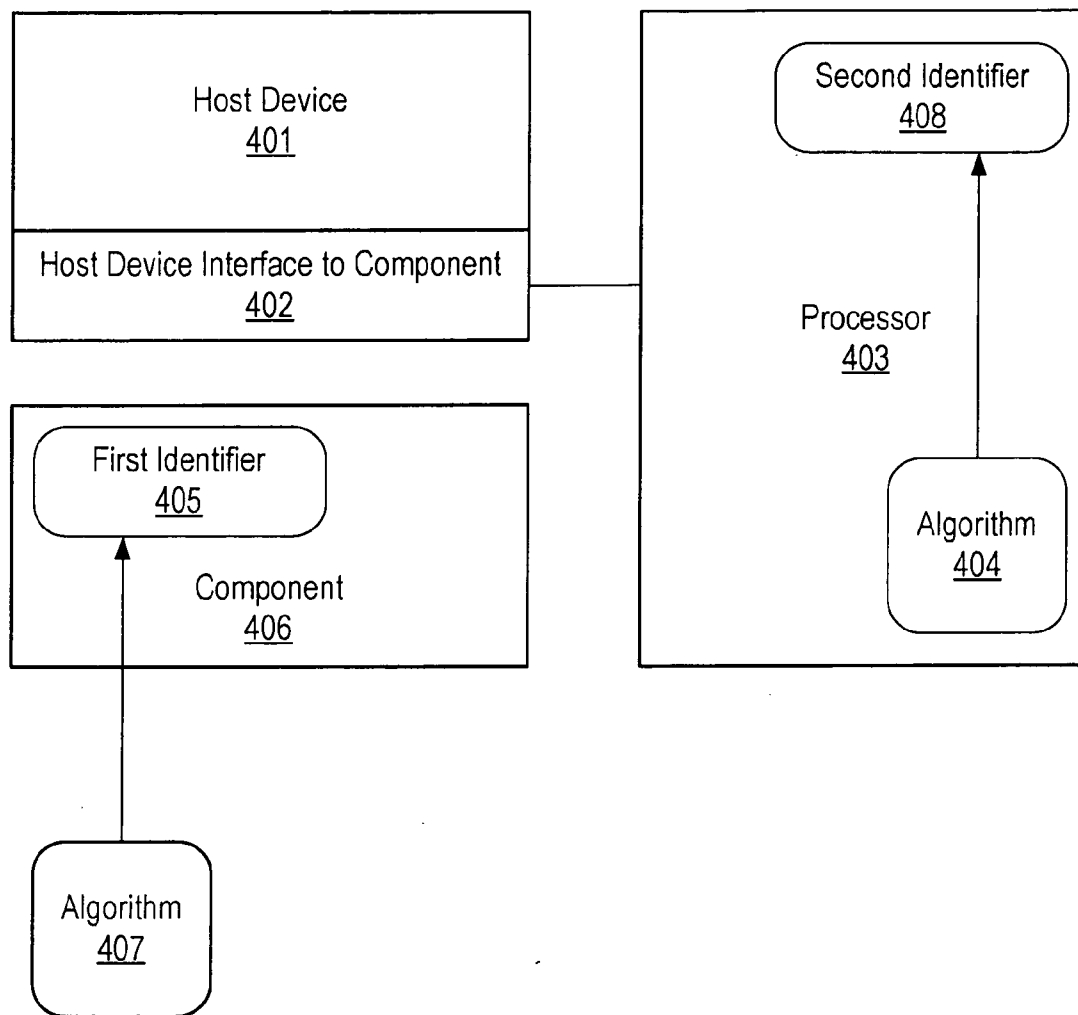 Host Device
401
Host Device Interface to Component
402
Second Identifier
408
Processor
403
Algorithm
404
First Identifier
405
Component
406
Algorithm
407